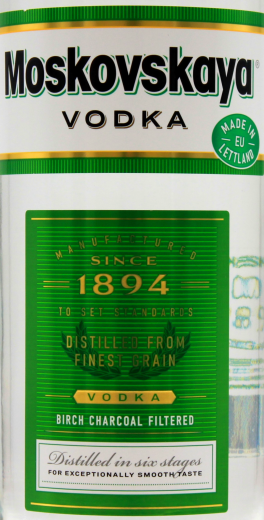 Moskovskaya®
VODKA
MADE IN
EU
LETTLAND
MANUFACTURED
SINCE
1894
TO SET STANDARDS
DISTILLED FROM
FINEST GRAIN
VODKA
BIRCH CHARCOAL FILTERED
Distilled in six stages
FOR EXCEPTIONALLY SMOOTH TASTE